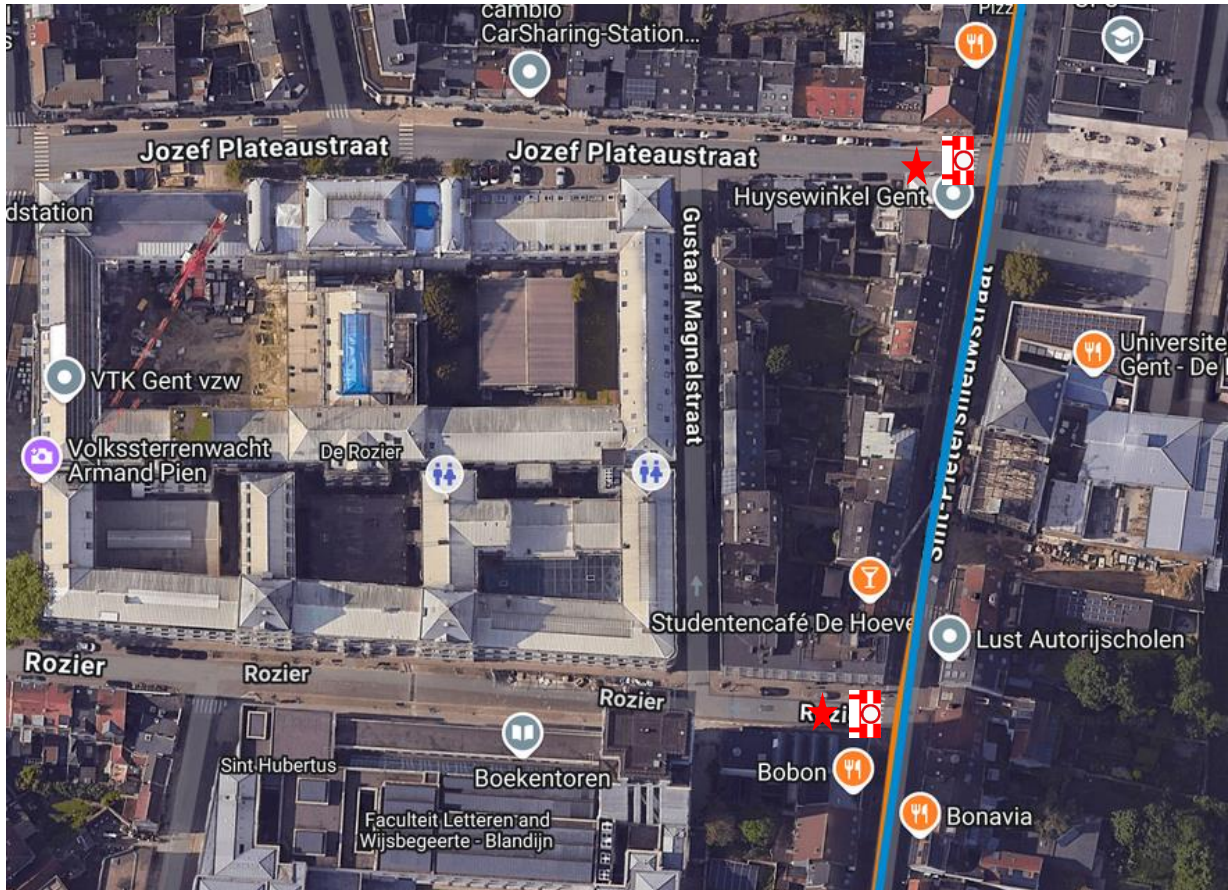 cambio
CarSharing-Station...
Jozef Plateaustraat
Jozef Plateaustraat
Huysewinkel Gent
dstation
Gustaaf Magnelstraat
Sint-Pietersnieuwstraat
Universite
Gent - De
VTK Gent vzw
Volkssterrenwacht
Armand Pien
De Rozier
Studentencafé De Hoeve
Lust Autorijscholen
Rozier
Rozier
Rozier
Rozi
Sint Hubertus
Boekentoren
Bobon
Faculteit Letteren and
Wijsbegeerte - Blandijn
Bonavia